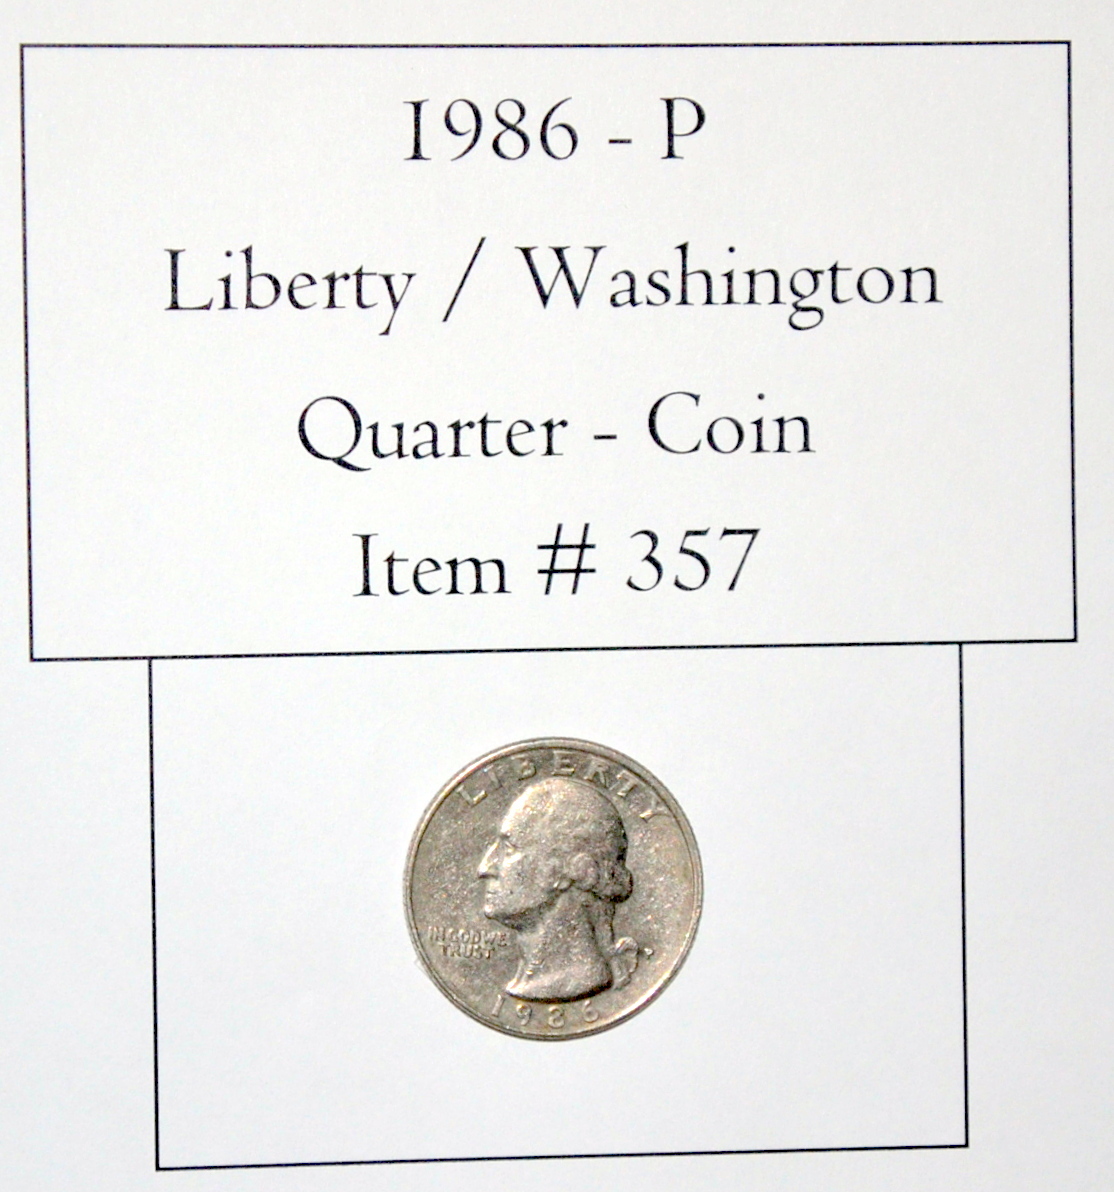 1986 - P
Liberty / Washington
Quarter - Coin
Item # 357
LIBERTY
IN GOD WE
TRUST
P
1986